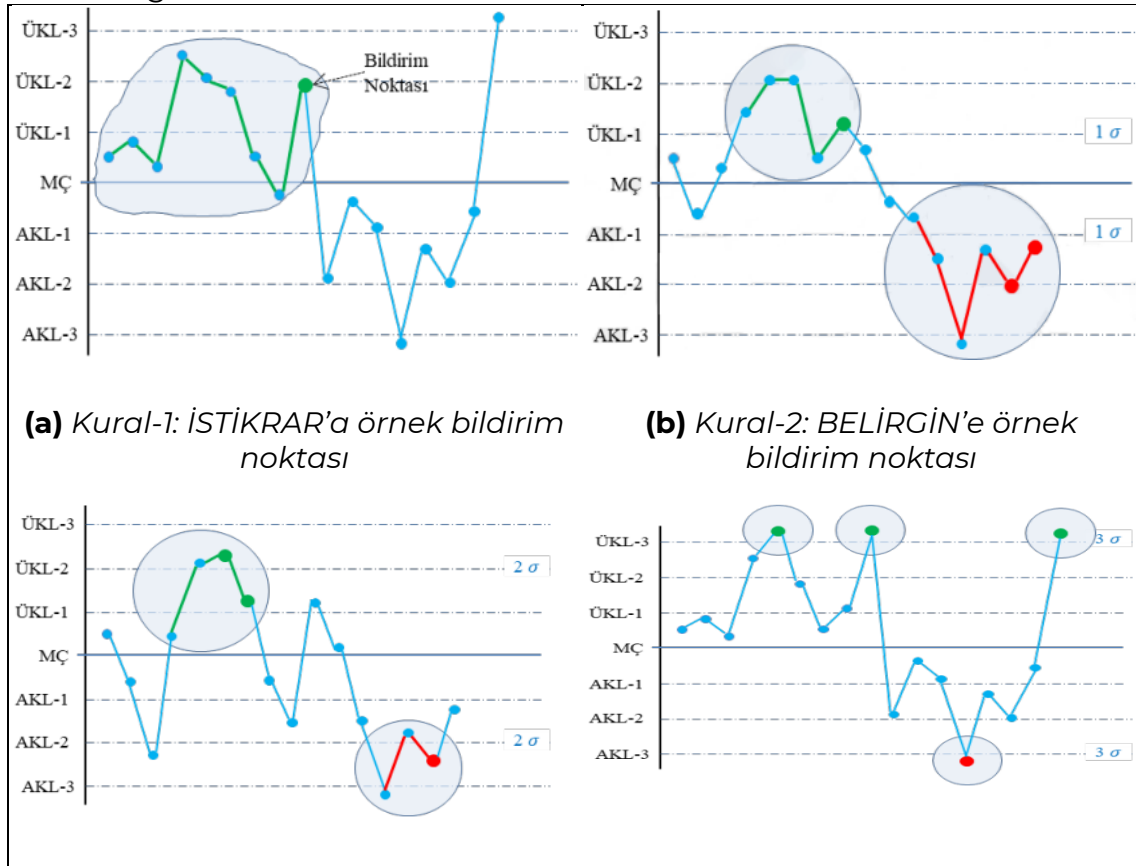 ÜKL-3
ÜKL-2
ÜKL-1
MÇ
AKL-1
AKL-2
AKL-3
Bildirim
Noktası
(a) Kural-1: İSTİKRAR'a örnek bildirim
noktası
ÜKL-3
ÜKL-2
ÜKL-1
MÇ
AKL-1
AKL-2
AKL-3
1 σ
1 σ
(b) Kural-2: BELİRGİN'e örnek
bildirim noktası
ÜKL-3
ÜKL-2
ÜKL-1
MÇ
AKL-1
AKL-2
AKL-3
2 σ
2 σ
ÜKL-3
ÜKL-2
ÜKL-1
MÇ
AKL-1
AKL-2
AKL-3
3 σ
3 σ